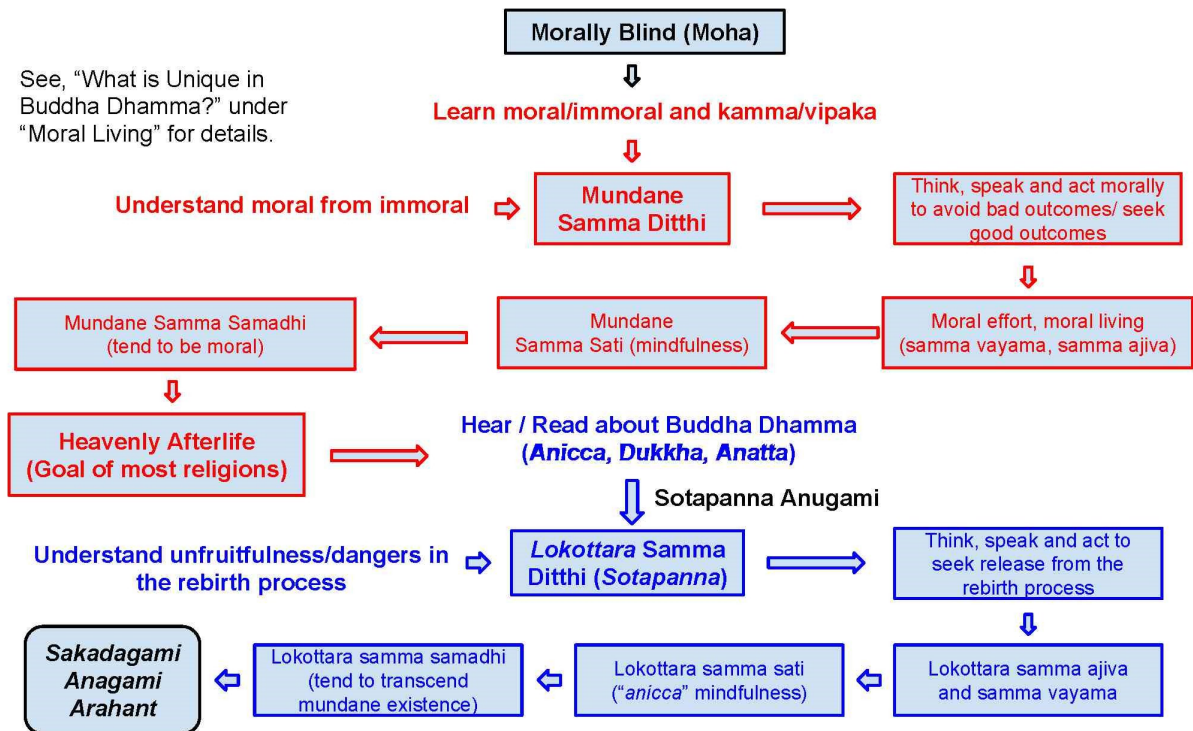 Morally Blind (Moha)
See, “What is Unique in
Buddha Dhamma?” under
“Moral Living” for details.
Learn moral/immoral and kamma/vipaka
Understand moral from immoral
Mundane
Samma Ditthi
Think, speak and act morally
to avoid bad outcomes/ seek
good outcomes
Moral effort, moral living
(samma vayama, samma ajiva)
Mundane
Samma Sati (mindfulness)
Mundane Samma Samadhi
(tend to be moral)
Heavenly Afterlife
(Goal of most religions)
Hear / Read about Buddha Dhamma
(Anicca, Dukkha, Anatta)
Sotapanna Anugami
Understand unfruitfulness/dangers in
the rebirth process
Lokottara Samma
Ditthi (Sotapanna)
Think, speak and act to
seek release from the
rebirth process
Lokottara samma ajiva
and samma vayama
Lokottara samma sati
(“anicca” mindfulness)
Lokottara samma samadhi
(tend to transcend
mundane existence)
Sakadagami
Anagami
Arahant